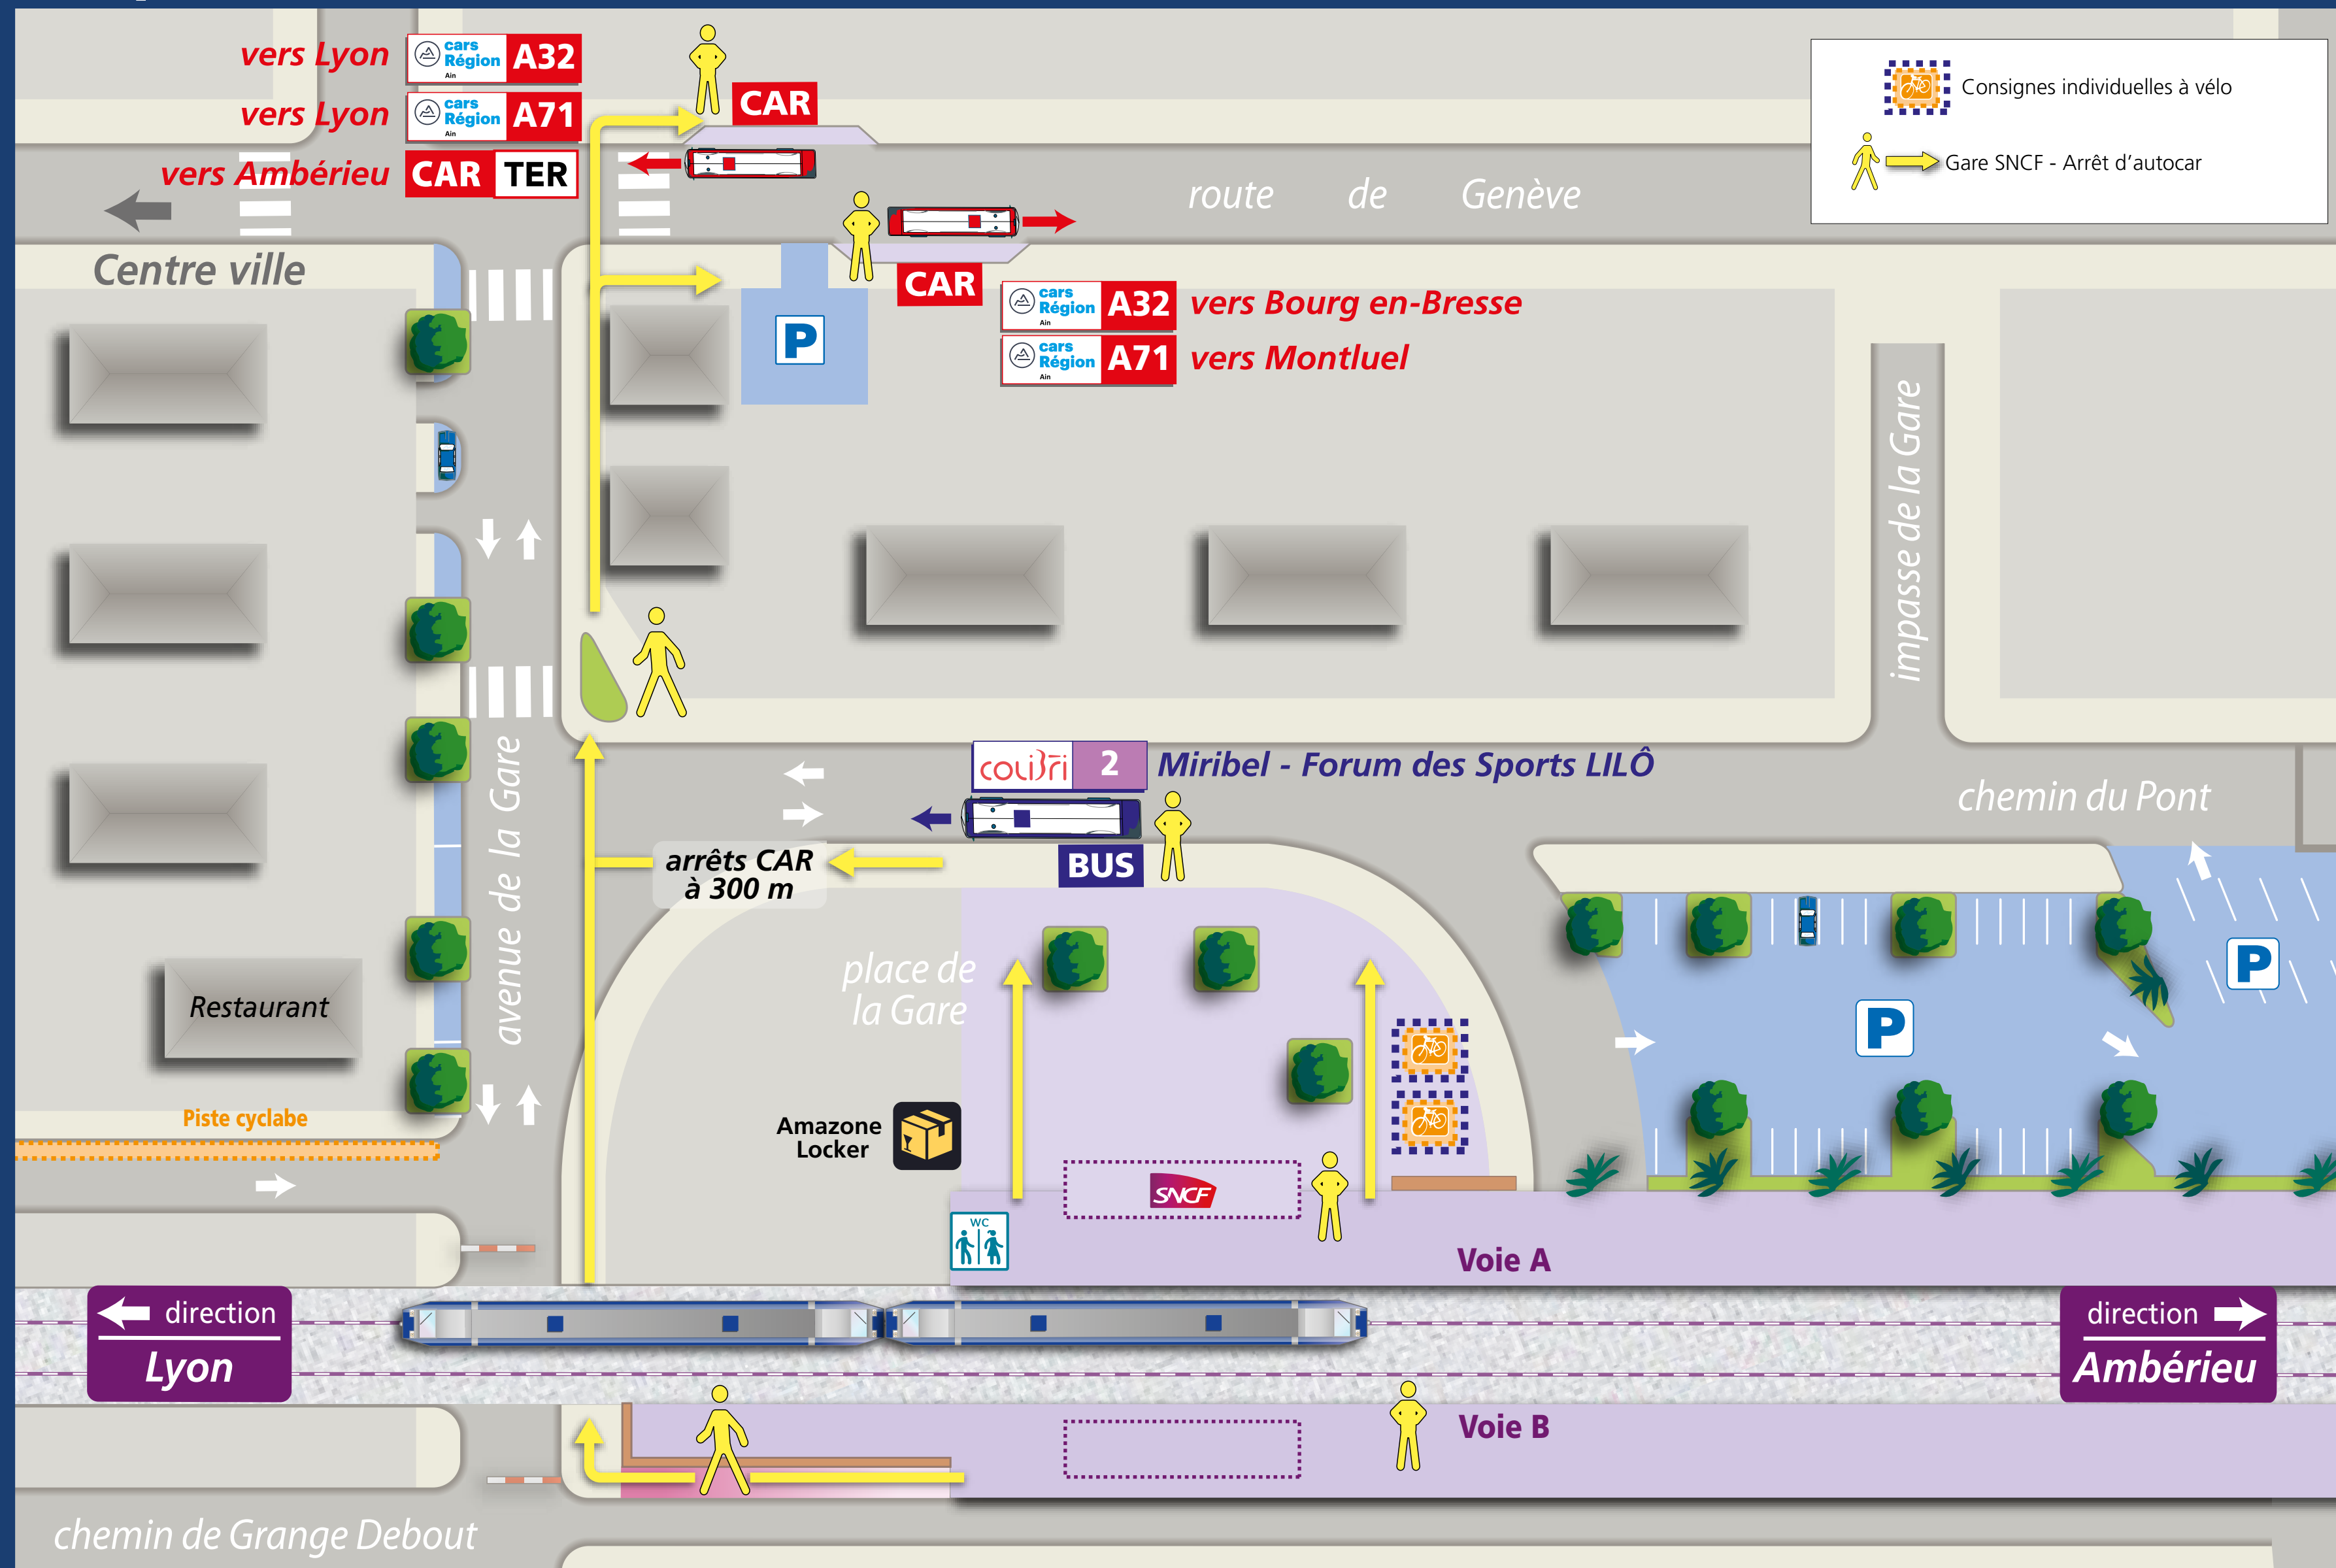 vers Lyon
cars Région Ain A32
vers Lyon
cars Région Ain A71
vers Ambérieu
CAR TER
CAR
route de Genève
Consignes individuelles à vélo
Gare SNCF - Arrêt d'autocar
Centre ville
P
CAR
cars Région Ain A32
vers Bourg en-Bresse
cars Région Ain A71
vers Montluel
impasse de la Gare
avenue de la Gare
colibri 2
Miribel - Forum des Sports LILÔ
chemin du Pont
BUS
arrêts CAR
à 300 m
place de
la Gare
P
P
Restaurant
Piste cyclabe
Amazone
Locker
SNCF
WC
Voie A
direction
Lyon
direction
Ambérieu
Voie B
chemin de Grange Debout